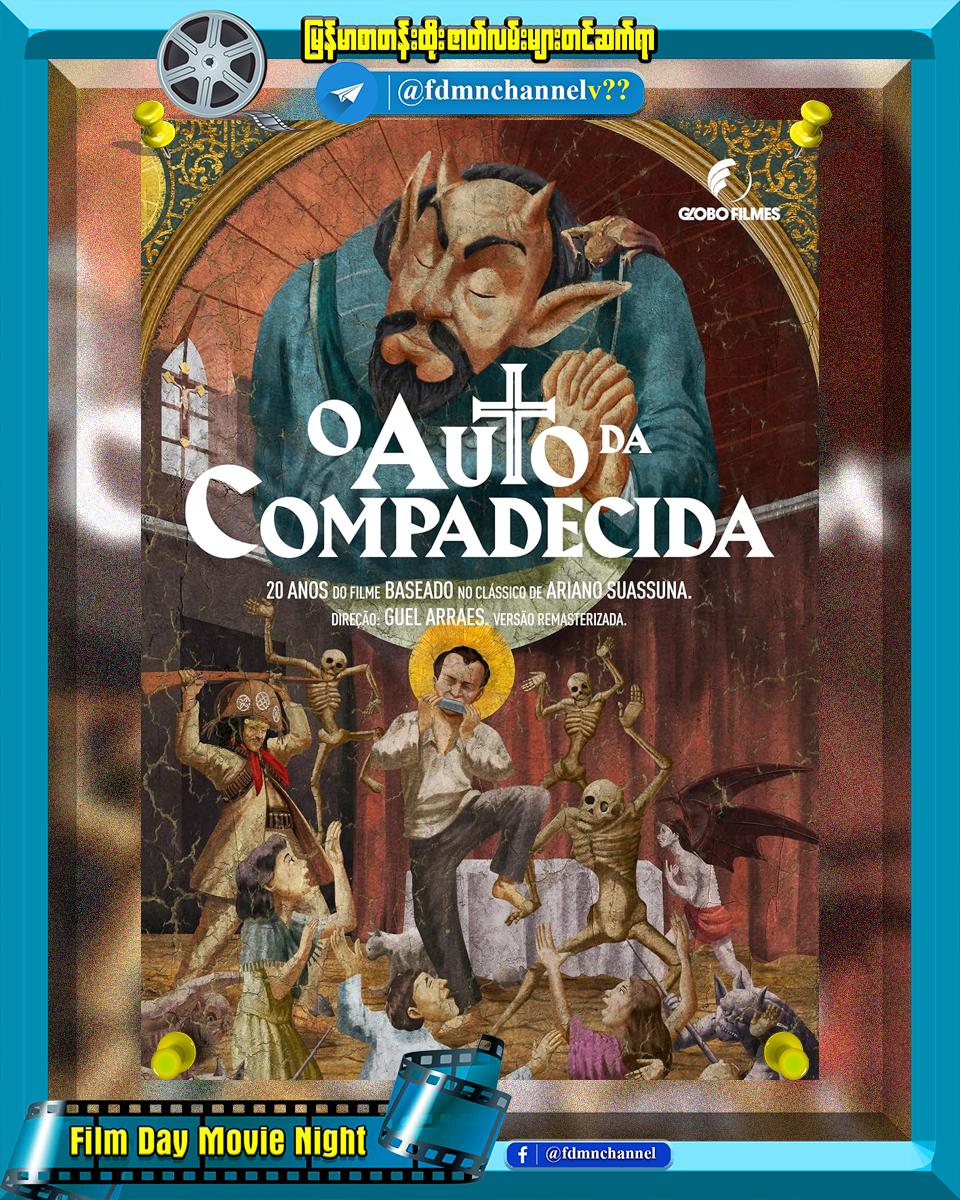 မြန်မာစာတန်းထိုးဇာတ်လမ်းများတင်ဆက်ရာ
@fdmnchannelv??
GLOBO FILMES
O AUTO DA
COMPADECIDA
20 ANOS DO FILME BASEADO NO CLÁSSICO DE ARIANO SUASSUNA.
DIREÇÃO: GUEL ARRAES. VERSÃO REMASTERIZADA.
Film Day Movie Night
@fdmnchannel